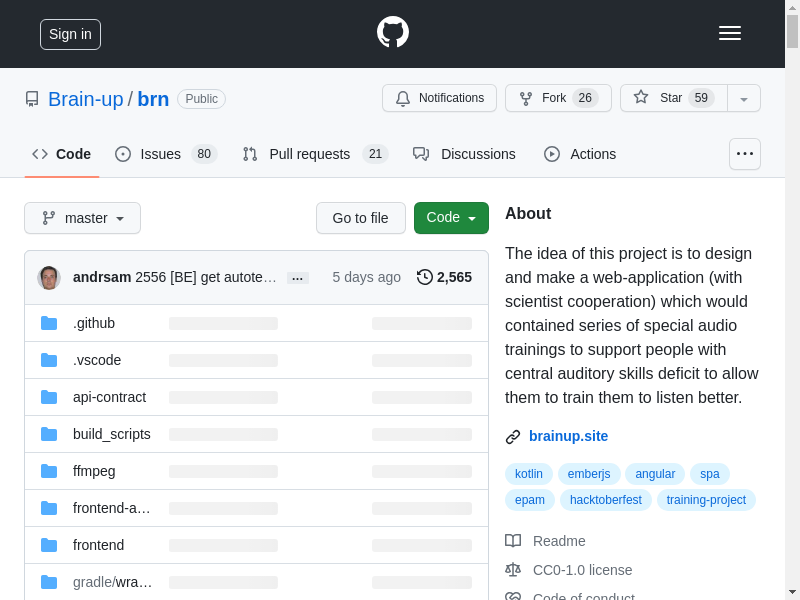 Sign in
Brain-up / brn Public
Notifications
Fork 26
Star 59
Code
Issues 80
Pull requests 21
Discussions
Actions
master
Go to file
Code
andrsam 2556 [BE] get autote… ... 5 days ago 2,565
.github
.vscode
api-contract
build_scripts
ffmpeg
frontend-a…
frontend
gradle/wra…
About
The idea of this project is to design
and make a web-application (with
scientist cooperation) which would
contained series of special audio
trainings to support people with
central auditory skills deficit to allow
them to train them to listen better.
brainup.site
kotlin emberjs angular spa
epam hacktoberfest training-project
Readme
CC0-1.0 license
Code of conduct